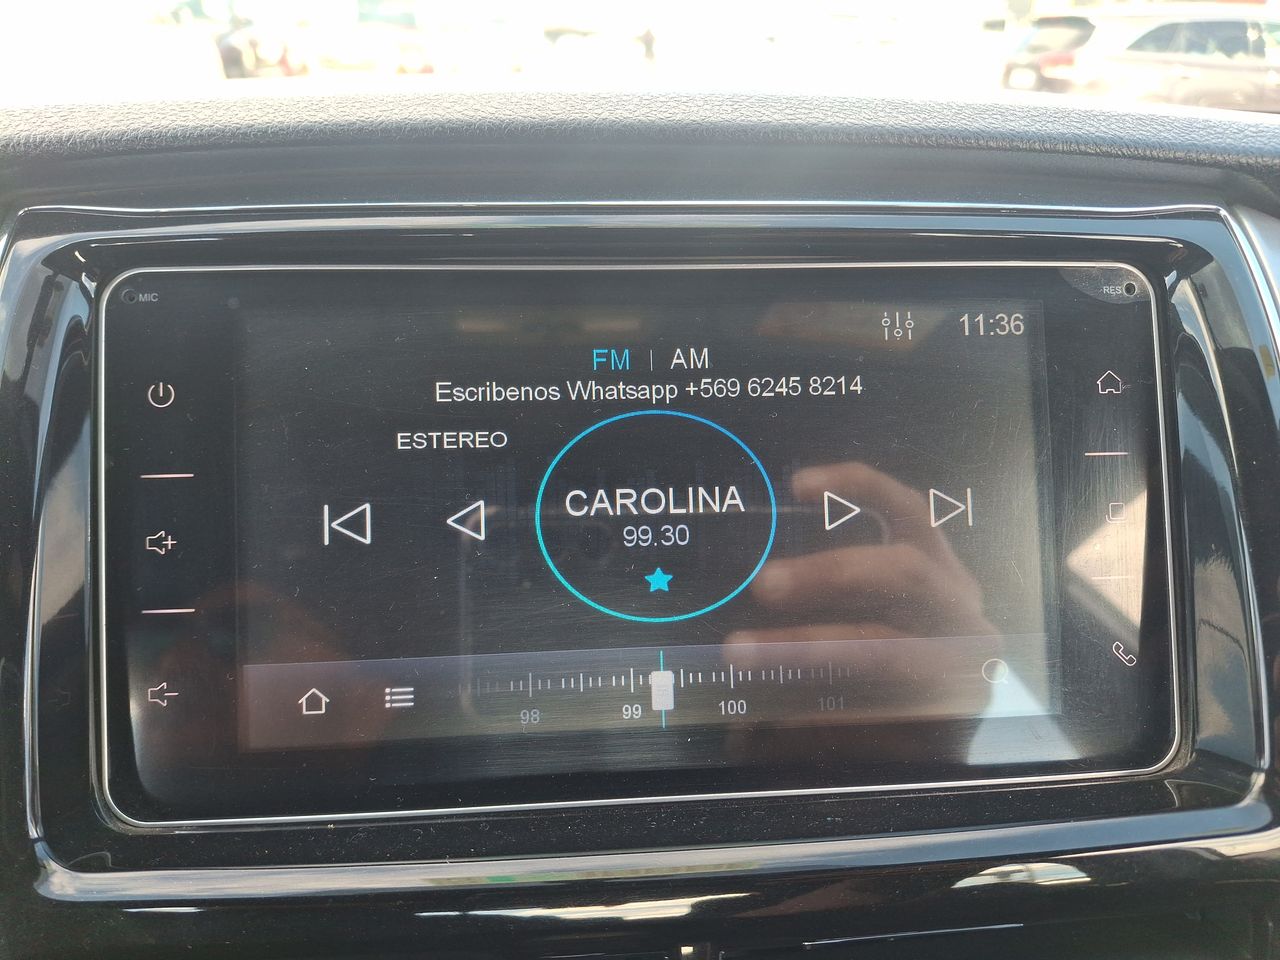 MIC
RES
11:36
FM | AM
Escribenos Whatsapp +569 6245 8214
ESTEREO
CAROLINA
99.30
98 99 100 101